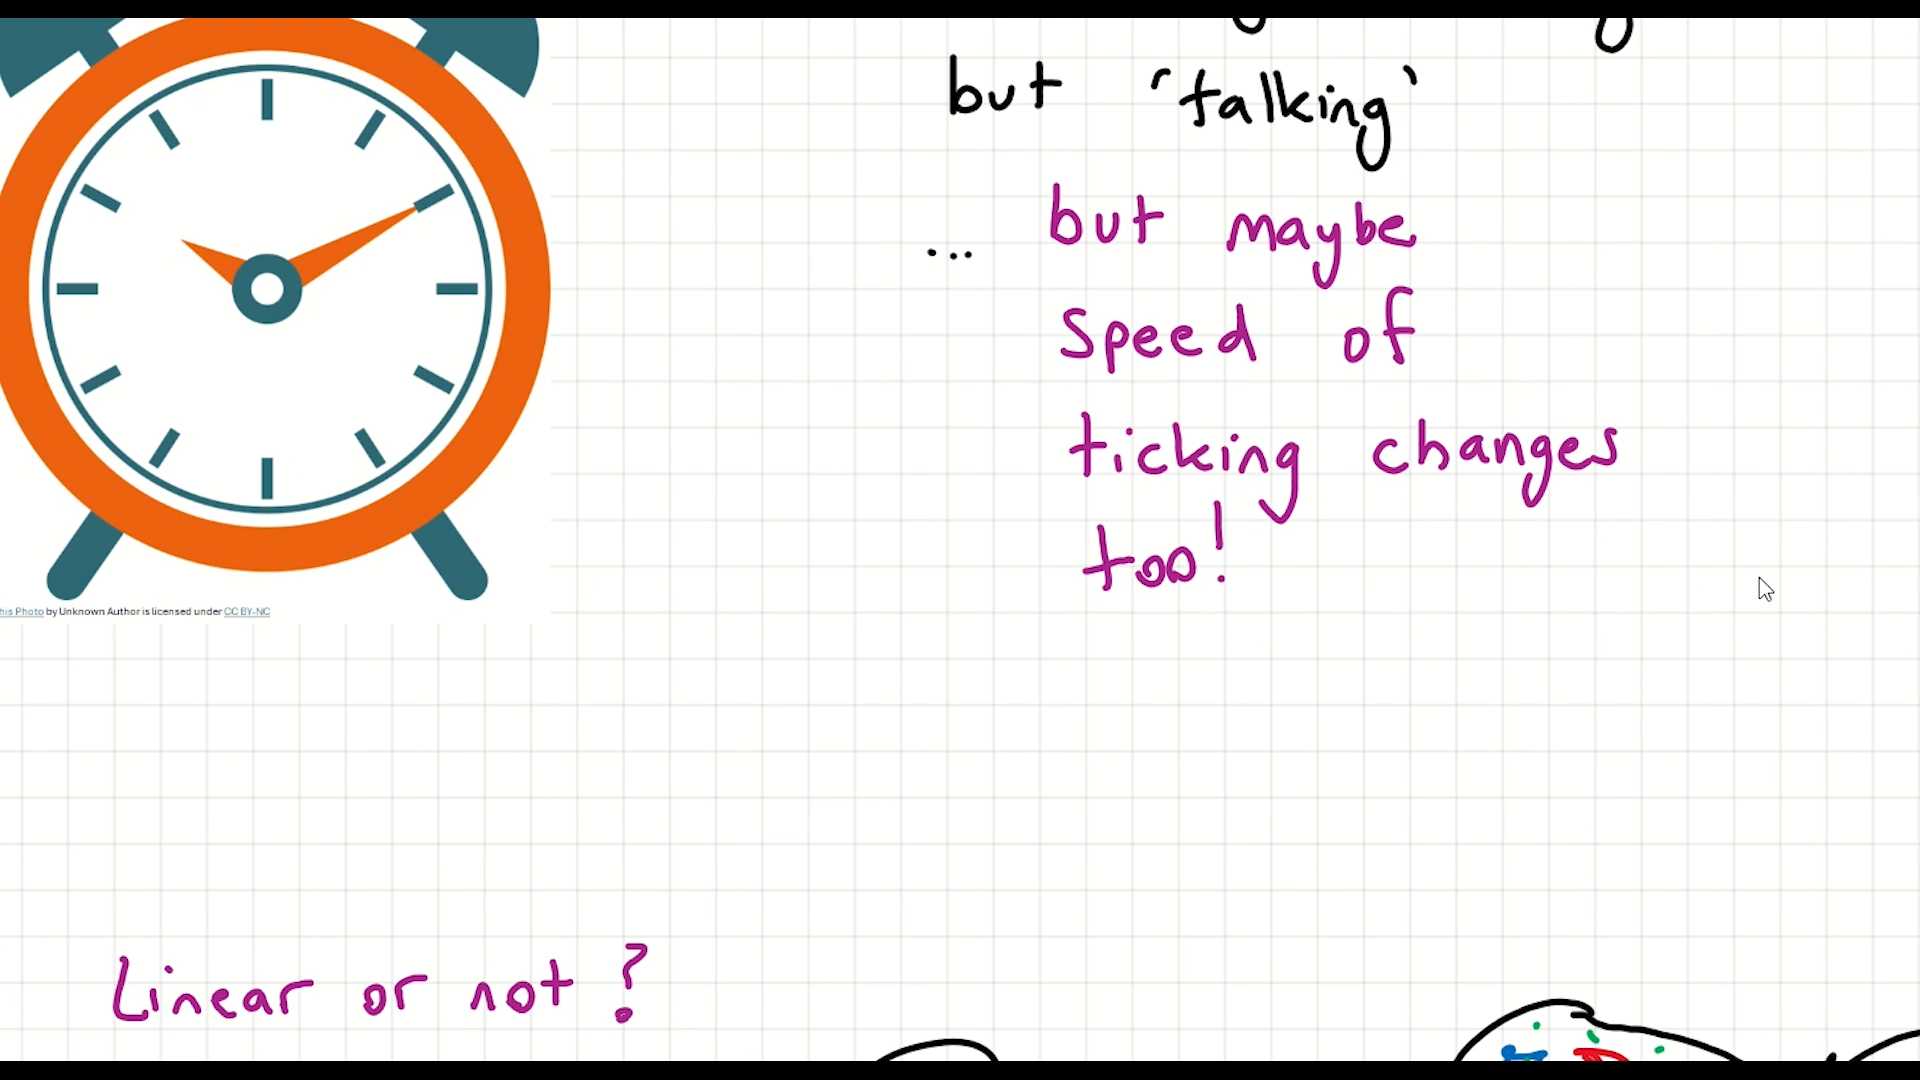 but 'talking'
... but maybe
speed of
ticking changes
too!
his Photo by Unknown Author is licensed under CC BY-NC
Linear or not?